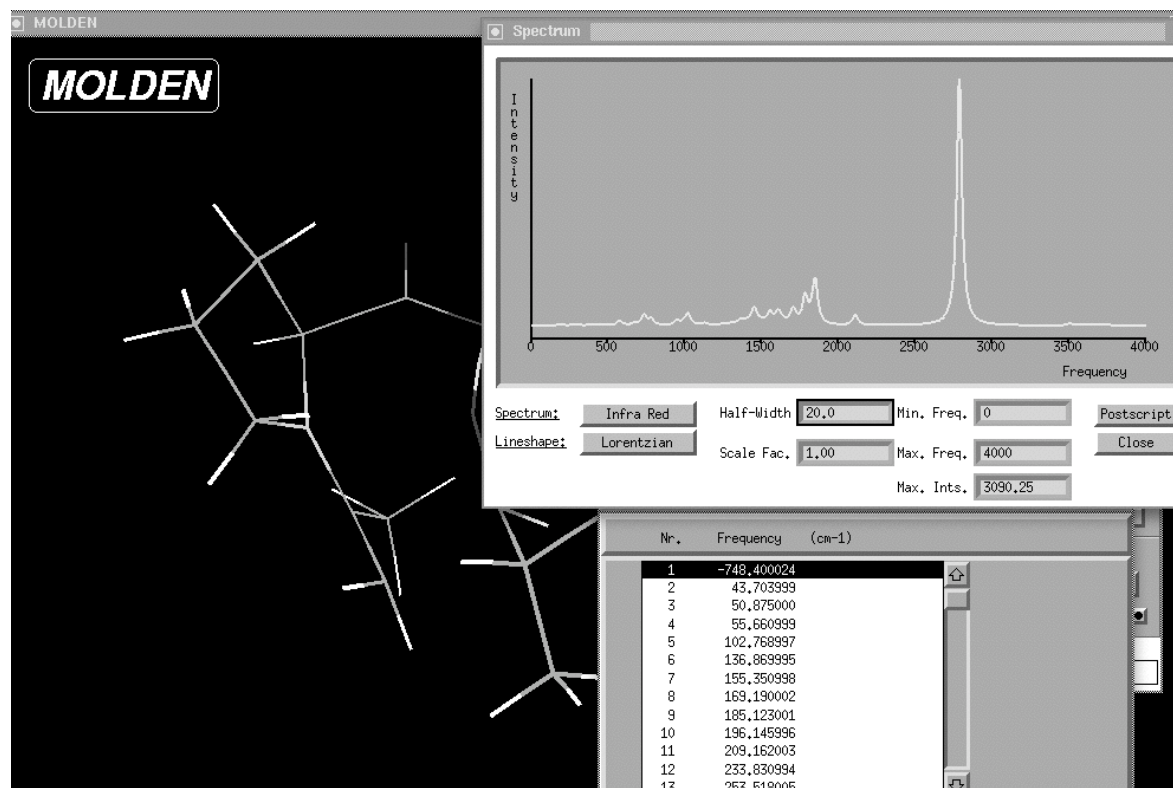 MOLDEN
Spectrum
MOLDEN
Intensity
0 500 1000 1500 2000 2500 3000 3500 4000
Frequency
Spectrum: Infra Red Half-Width 20.0 Min. Freq. 0 Postscript
Lineshape: Lorentzian Scale Fac. 1.00 Max. Freq. 4000 Close
Max. Ints. 3090.25
Nr. Frequency (cm-1)
1 -748.400024
2 43.703999
3 50.875000
4 55.660999
5 102.768997
6 136.869995
7 155.350998
8 169.190002
9 185.123001
10 196.145996
11 209.162003
12 233.830994
13 253.518005